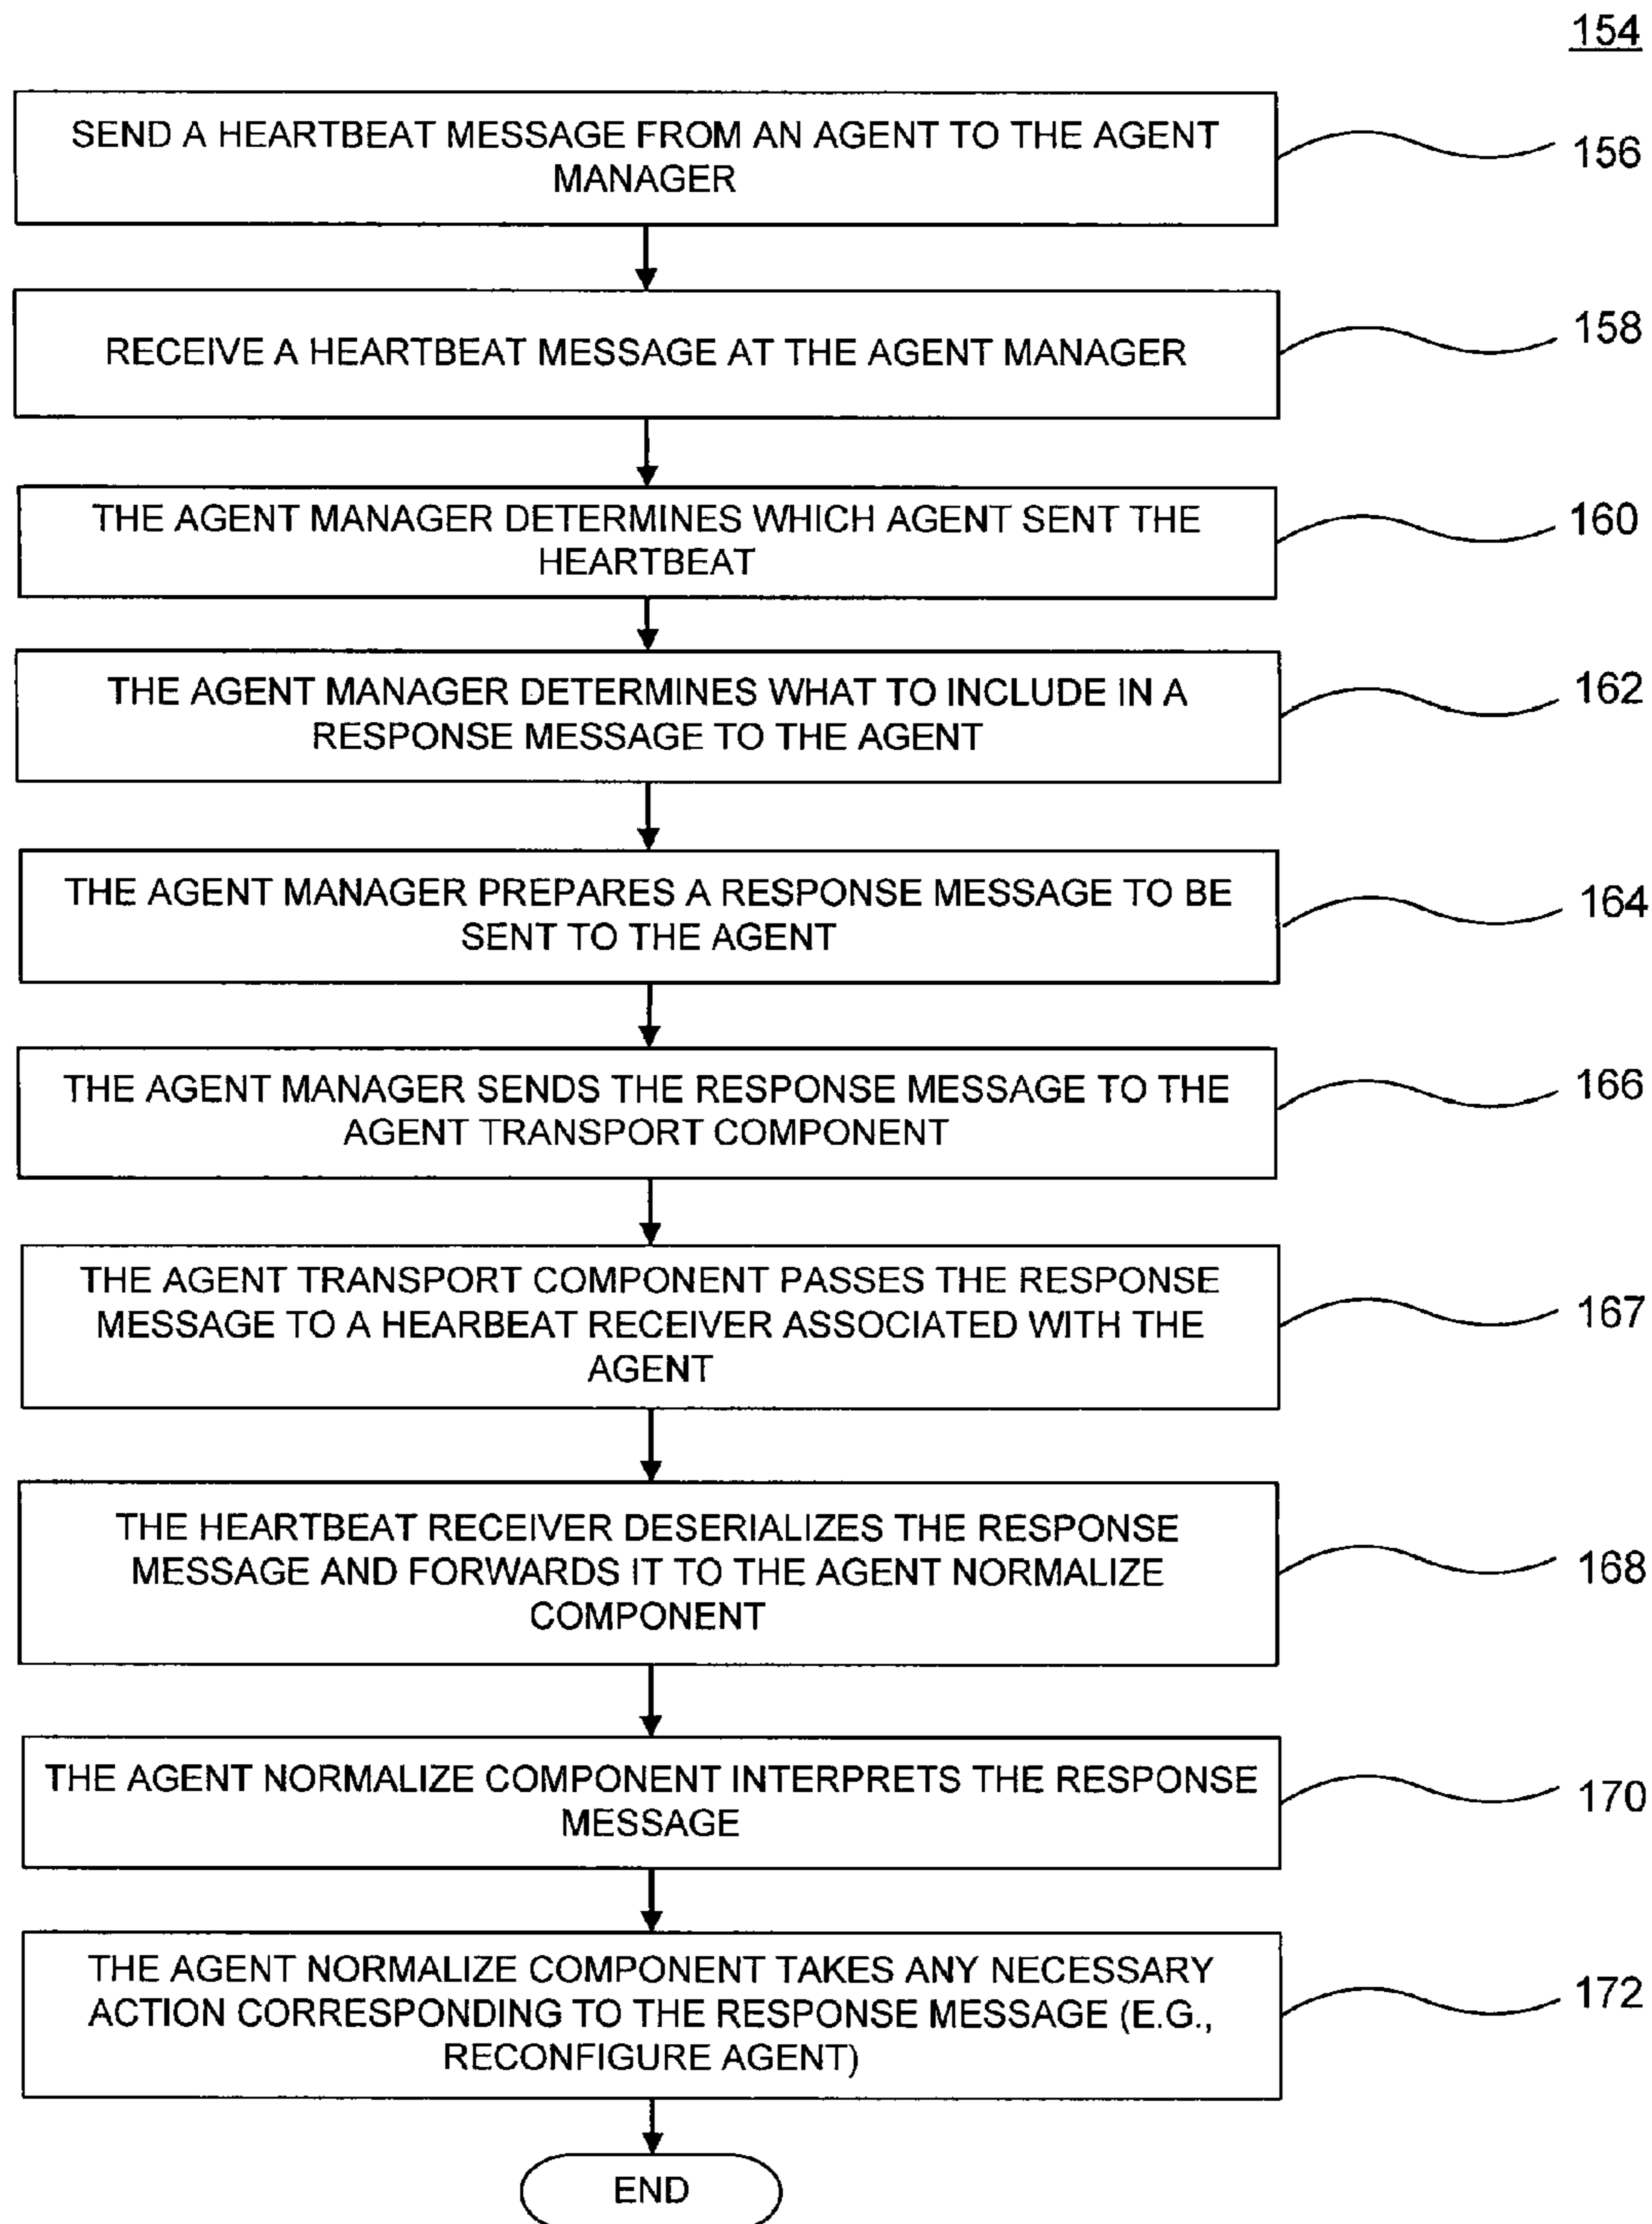 154
SEND A HEARTBEAT MESSAGE FROM AN AGENT TO THE AGENT
MANAGER
156
RECEIVE A HEARTBEAT MESSAGE AT THE AGENT MANAGER
158
THE AGENT MANAGER DETERMINES WHICH AGENT SENT THE
HEARTBEAT
160
THE AGENT MANAGER DETERMINES WHAT TO INCLUDE IN A
RESPONSE MESSAGE TO THE AGENT
162
THE AGENT MANAGER PREPARES A RESPONSE MESSAGE TO BE
SENT TO THE AGENT
164
THE AGENT MANAGER SENDS THE RESPONSE MESSAGE TO THE
AGENT TRANSPORT COMPONENT
166
THE AGENT TRANSPORT COMPONENT PASSES THE RESPONSE
MESSAGE TO A HEARBEAT RECEIVER ASSOCIATED WITH THE
AGENT
167
THE HEARTBEAT RECEIVER DESERIALIZES THE RESPONSE
MESSAGE AND FORWARDS IT TO THE AGENT NORMALIZE
COMPONENT
168
THE AGENT NORMALIZE COMPONENT INTERPRETS THE RESPONSE
MESSAGE
170
THE AGENT NORMALIZE COMPONENT TAKES ANY NECESSARY
ACTION CORRESPONDING TO THE RESPONSE MESSAGE (E.G.,
RECONFIGURE AGENT)
172
END